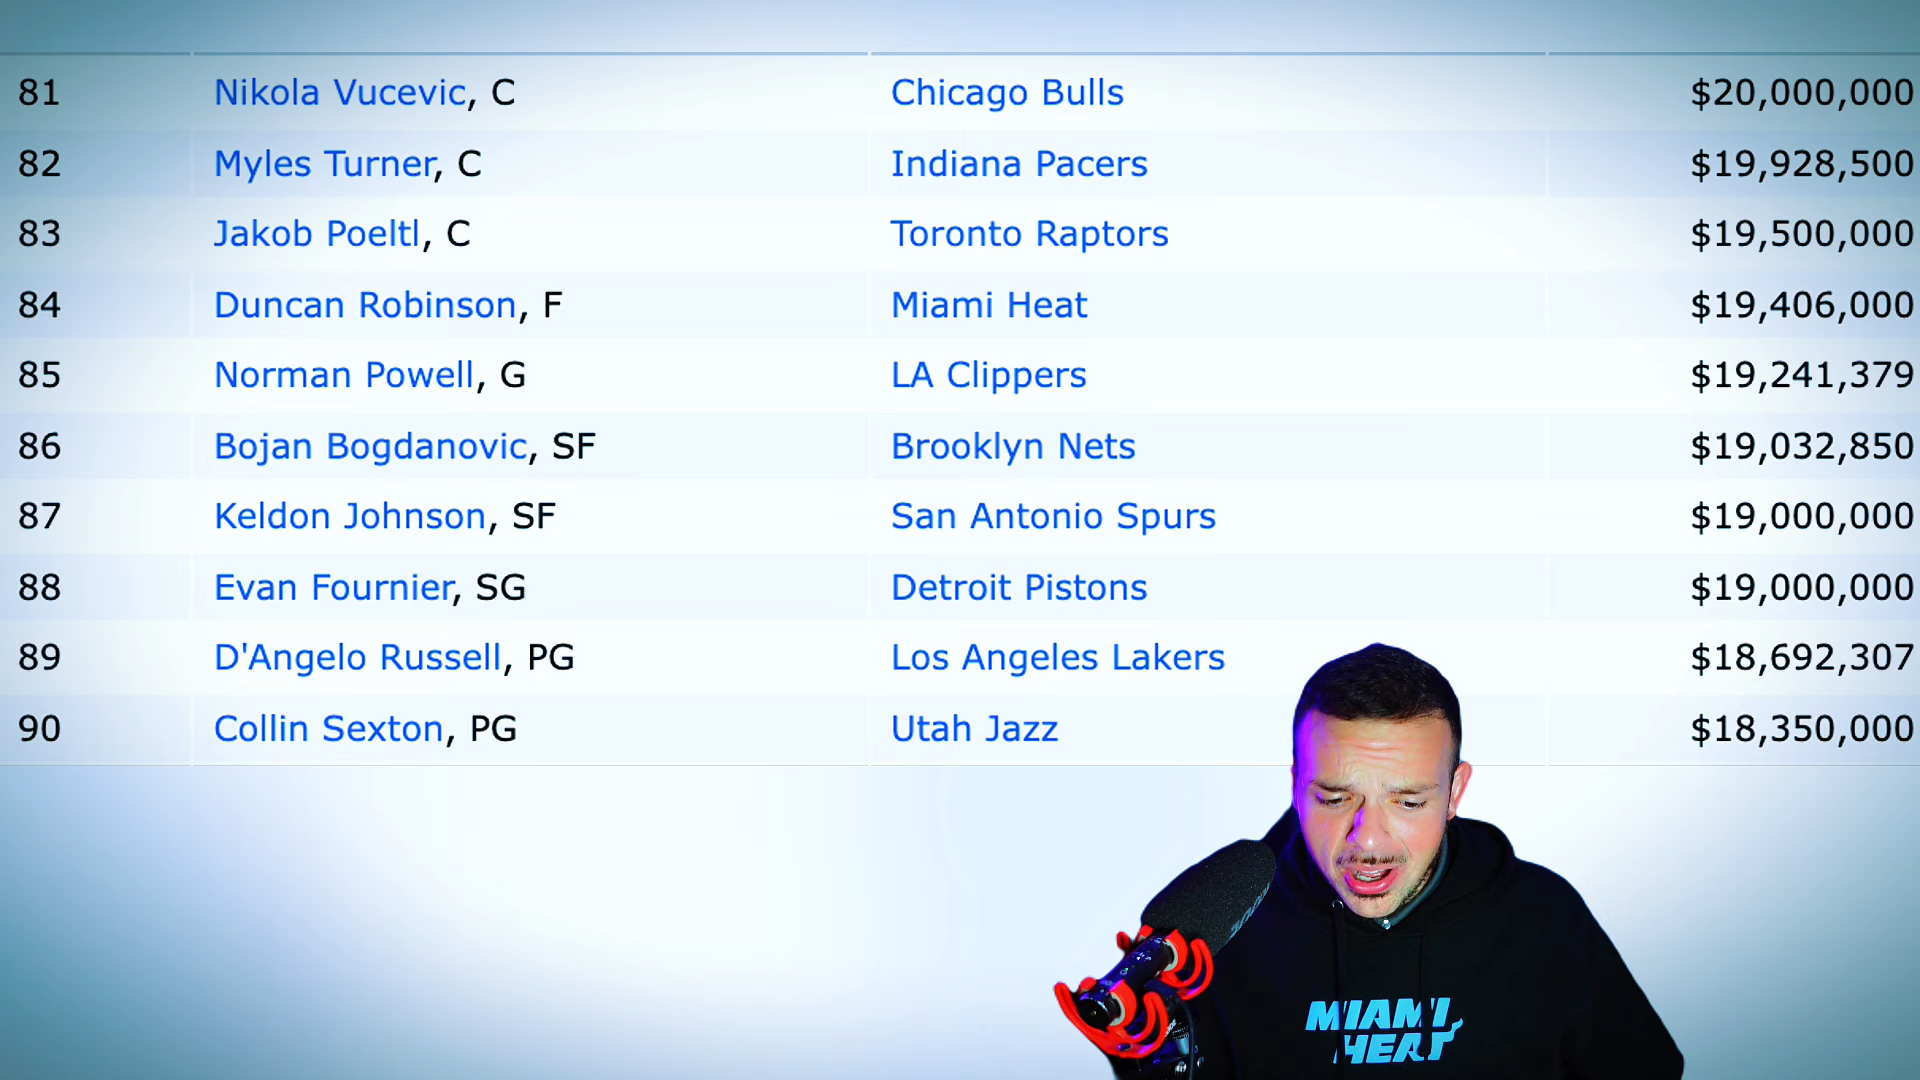 81 Nikola Vucevic, C Chicago Bulls $20,000,000
82 Myles Turner, C Indiana Pacers $19,928,500
83 Jakob Poeltl, C Toronto Raptors $19,500,000
84 Duncan Robinson, F Miami Heat $19,406,000
85 Norman Powell, G LA Clippers $19,241,379
86 Bojan Bogdanovic, SF Brooklyn Nets $19,032,850
87 Keldon Johnson, SF San Antonio Spurs $19,000,000
88 Evan Fournier, SG Detroit Pistons $19,000,000
89 D'Angelo Russell, PG Los Angeles Lakers $18,692,307
90 Collin Sexton, PG Utah Jazz $18,350,000
MIAMI
HEAT